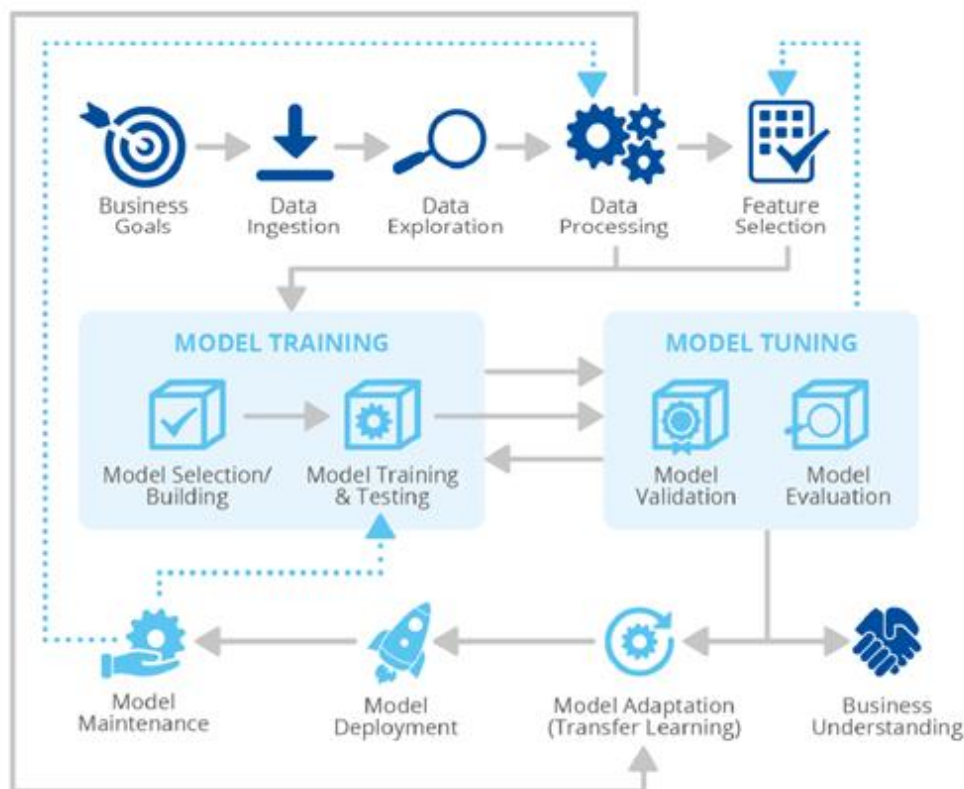 Business
Goals
Data
Ingestion
Data
Exploration
Data
Processing
Feature
Selection
MODEL TRAINING
Model Selection/
Building
Model Training
& Testing
MODEL TUNING
Model
Validation
Model
Evaluation
Model
Maintenance
Model
Deployment
Model Adaptation
(Transfer Learning)
Business
Understanding